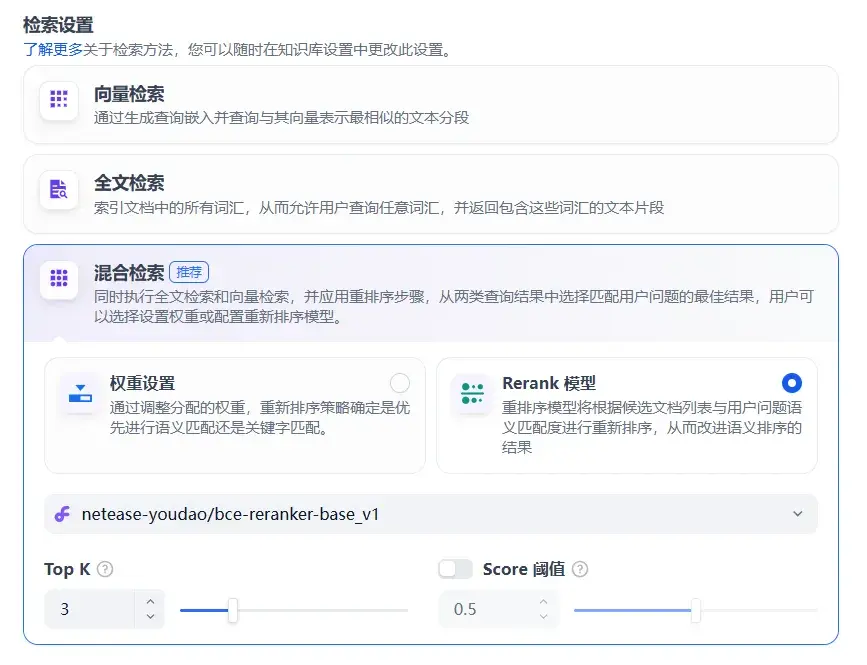 检索设置
了解更多关于检索方法，您可以随时在知识库设置中更改此设置。
向量检索
通过生成查询嵌入并查询与其向量表示最相似的文本分段
全文检索
索引文档中的所有词汇，从而允许用户查询任意词汇，并返回包含这些词汇的文本片段
混合检索 推荐
同时执行全文检索和向量检索，并应用重排序步骤，从两类查询结果中选择匹配用户问题的最佳结果，用户可
以选择设置权重或配置重新排序模型。
权重设置
通过调整分配的权重，重新排序策略确定是优
先进行语义匹配还是关键字匹配。
Rerank 模型
重排序模型将根据候选文档列表与用户问题语
义匹配度进行重新排序，从而改进语义排序的
结果
netease-youdao/bce-reranker-base_v1
Top K
3
Score 阈值
0.5